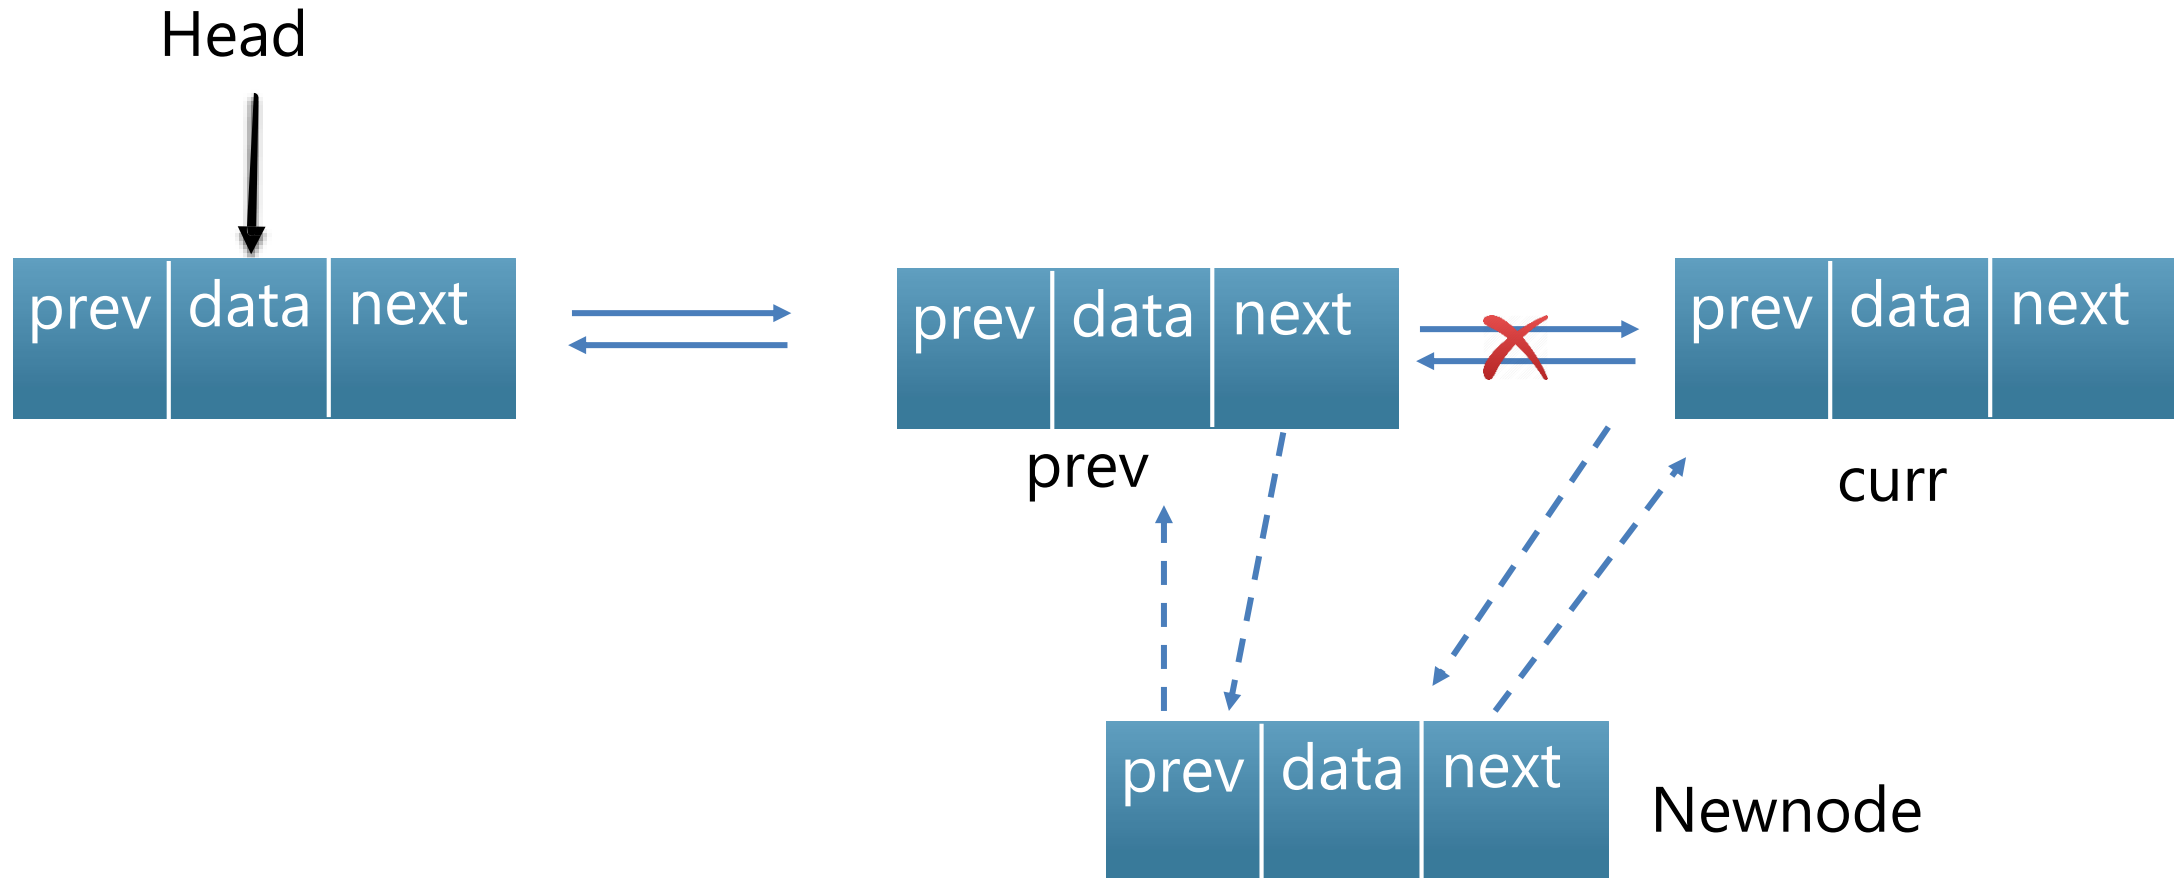 Head
prev data next
prev data next
prev data next
prev
curr
prev data next
Newnode